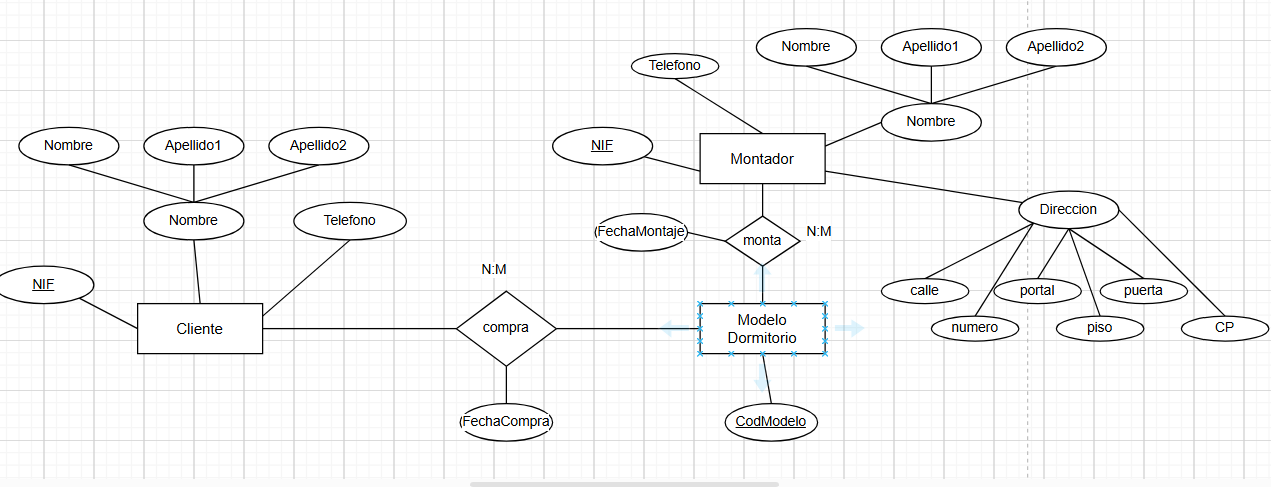 Nombre
Apellido1
Apellido2
Telefono
Nombre
NIF
Montador
Nombre
Apellido1
Apellido2
Direccion
Nombre
Telefono
(FechaMontaje)
monta
N:M
N:M
NIF
calle
portal
puerta
Cliente
compra
Modelo
Dormitorio
numero
piso
CP
(FechaCompra)
CodModelo